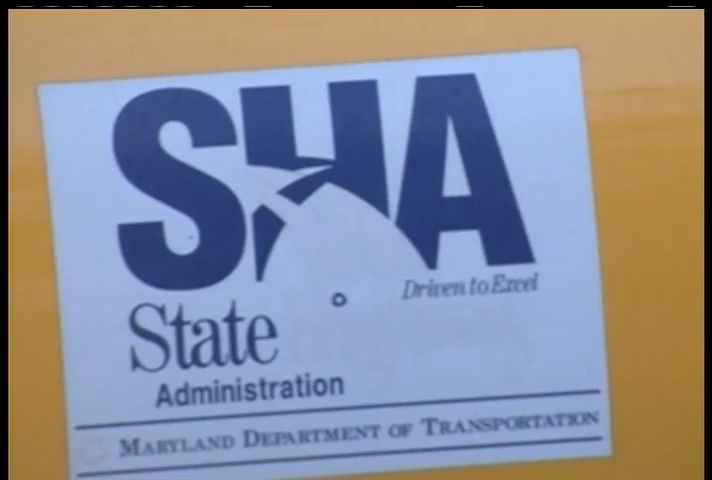 SHA
Driven to Excel
State
Administration
MARYLAND DEPARTMENT OF TRANSPORTATION